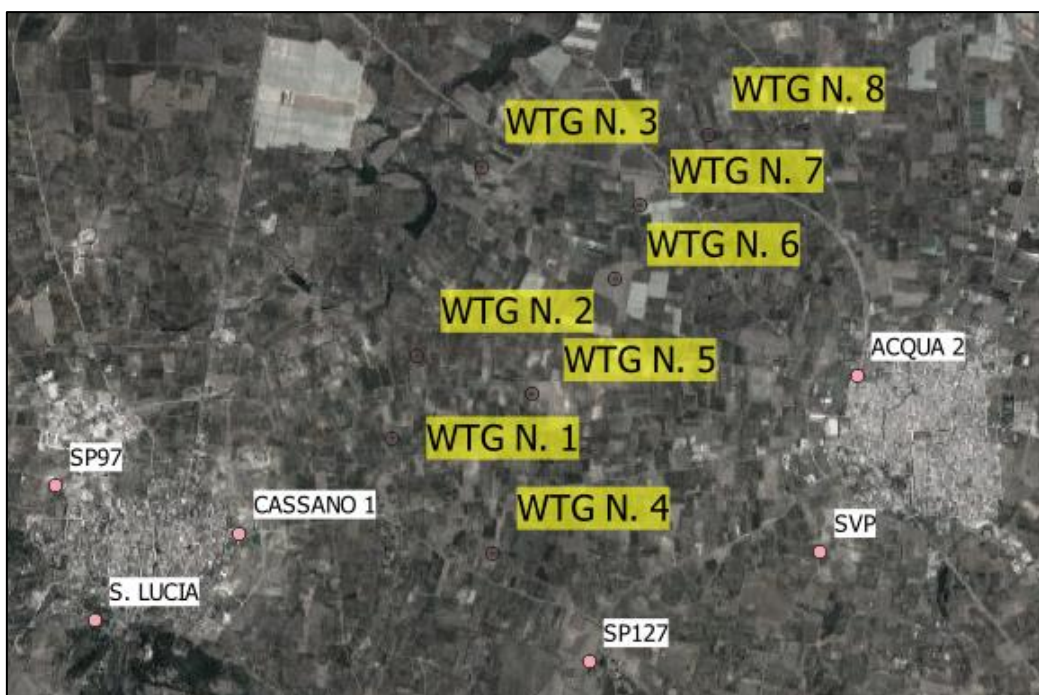 WTG N. 8
WTG N. 3
WTG N. 7
WTG N. 6
WTG N. 2
ACQUA 2
WTG N. 5
WTG N. 1
SP97
CASSANO 1
WTG N. 4
SVP
S. LUCIA
SP127